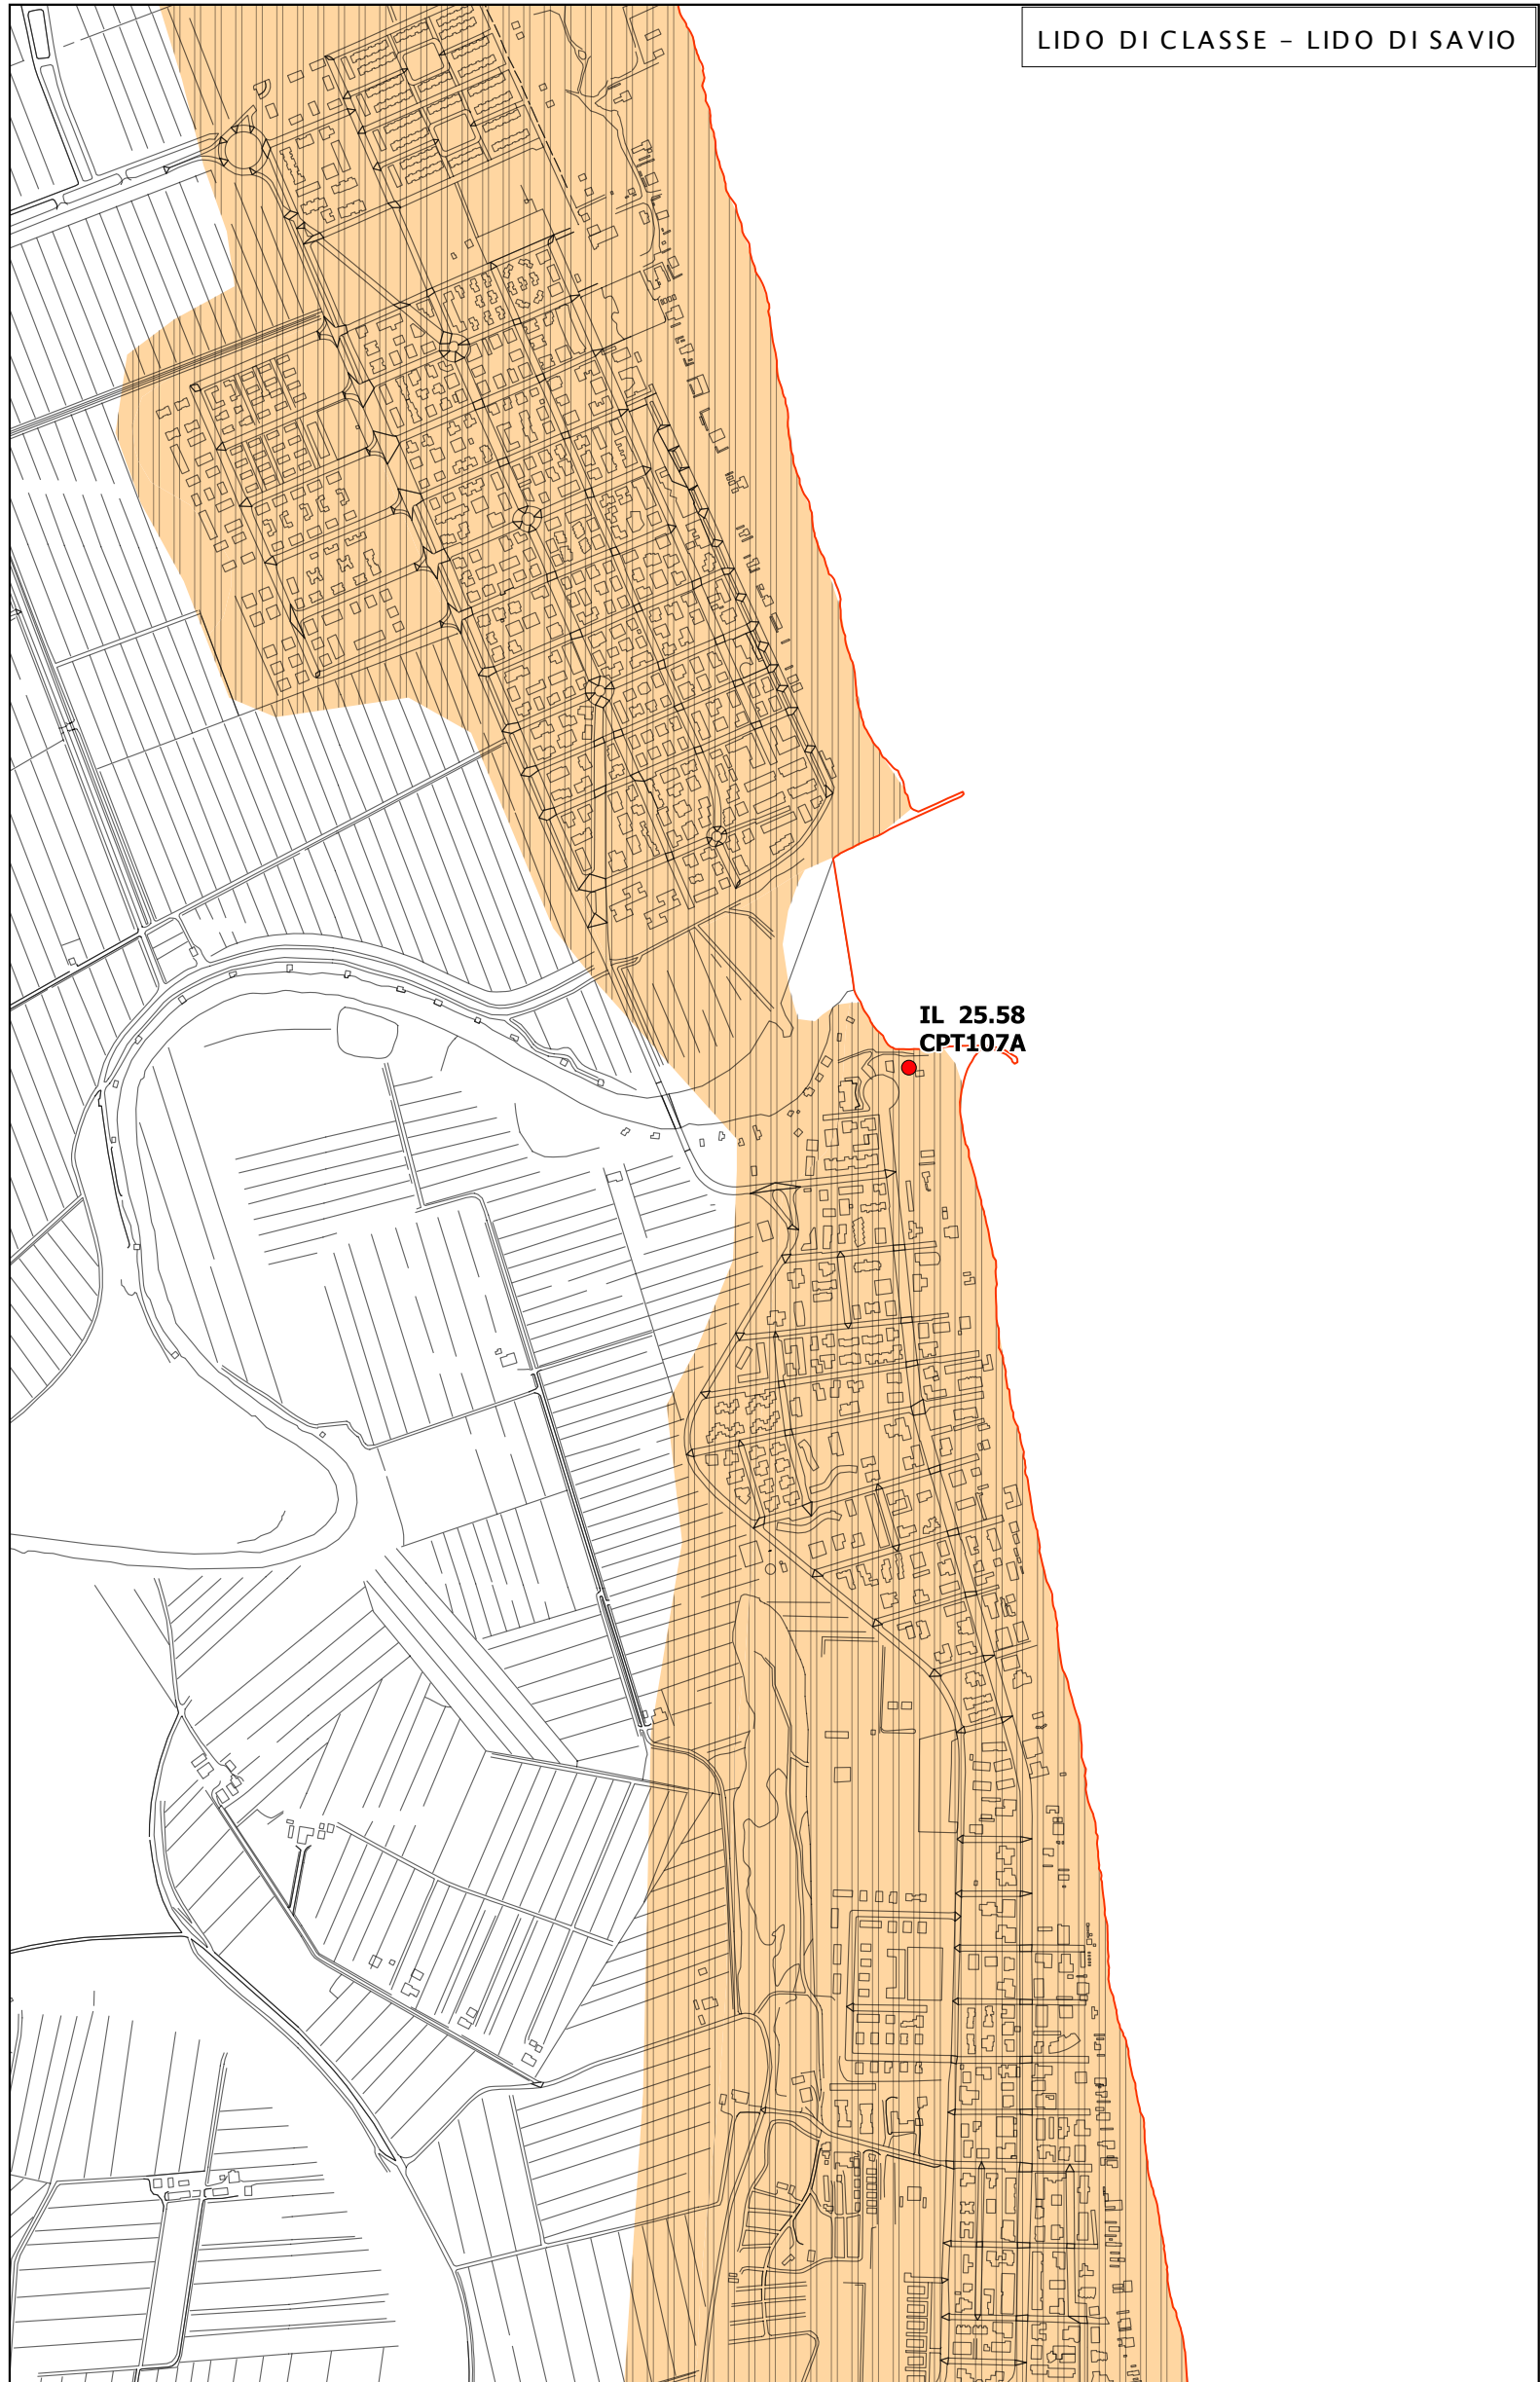 LIDO DI CLASSE – LIDO DI SAVIO
IL 25.58
CPT107A